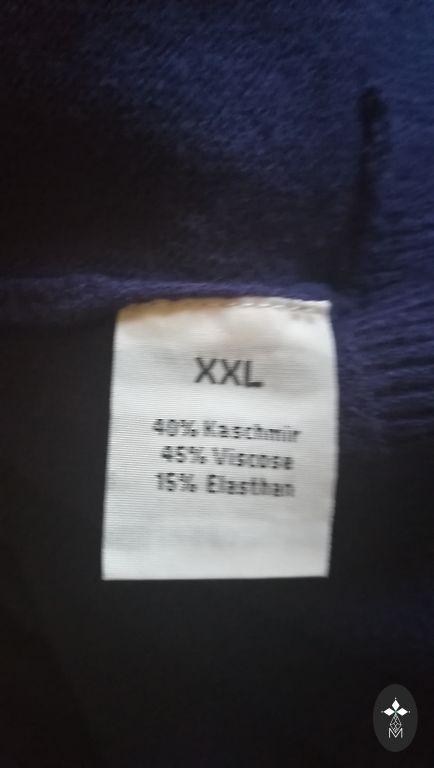 XXL
40% Kaschmir
45% Viscose
15% Elasthan
M